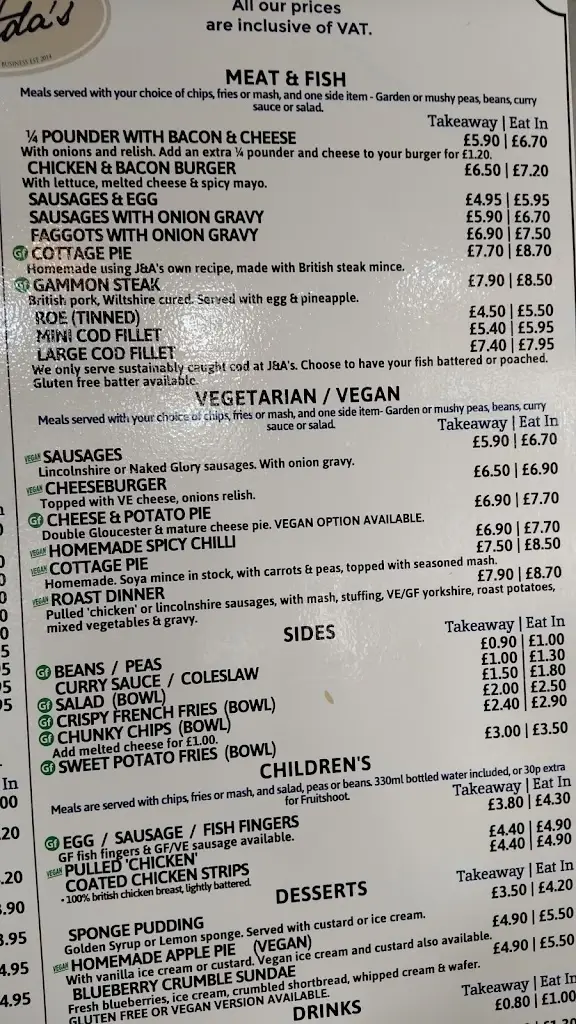 da's
BUSINESS EST 2014
All our prices
are inclusive of VAT.
MEAT & FISH
Meals served with your choice of chips, fries or mash, and one side item - Garden or mushy peas, beans, curry
sauce or salad.
Takeaway | Eat In
¼ POUNDER WITH BACON & CHEESE £5.90 | £6.70
With onions and relish. Add an extra ¼ pounder and cheese to your burger for £1.20.
CHICKEN & BACON BURGER £6.50 | £7.20
With lettuce, melted cheese & spicy mayo.
SAUSAGES & EGG £4.95 | £5.95
SAUSAGES WITH ONION GRAVY £5.90 | £6.70
FAGGOTS WITH ONION GRAVY £6.90 | £7.50
Gf COTTAGE PIE £7.70 | £8.70
Homemade using J&A's own recipe, made with British steak mince.
Gf GAMMON STEAK £7.90 | £8.50
British pork, Wiltshire cured. Served with egg & pineapple.
ROE (TINNED) £4.50 | £5.50
MINI COD FILLET £5.40 | £5.95
LARGE COD FILLET £7.40 | £7.95
We only serve sustainably caught cod at J&A's. Choose to have your fish battered or poached.
Gluten free batter available.
VEGETARIAN / VEGAN
Meals served with your choice of chips, fries or mash, and one side item- Garden or mushy peas, beans, curry
sauce or salad.
Takeaway | Eat In
VEGAN SAUSAGES £5.90 | £6.70
Lincolnshire or Naked Glory sausages. With onion gravy.
VEGAN CHEESEBURGER £6.50 | £6.90
Topped with VE cheese, onions relish.
Gf CHEESE & POTATO PIE £6.90 | £7.70
Double Gloucester & mature cheese pie. VEGAN OPTION AVAILABLE.
VEGAN HOMEMADE SPICY CHILLI £6.90 | £7.70
VEGAN COTTAGE PIE £7.50 | £8.50
Homemade. Soya mince in stock, with carrots & peas, topped with seasoned mash.
VEGAN ROAST DINNER £7.90 | £8.70
Pulled 'chicken' or lincolnshire sausages, with mash, stuffing, VE/GF yorkshire, roast potatoes,
mixed vegetables & gravy.
SIDES
Takeaway | Eat In
Gf BEANS / PEAS £0.90 | £1.00
CURRY SAUCE / COLESLAW £1.00 | £1.30
Gf SALAD (BOWL) £1.50 | £1.80
Gf CRISPY FRENCH FRIES (BOWL) £2.00 | £2.50
Gf CHUNKY CHIPS (BOWL) £2.40 | £2.90
Add melted cheese for £1.00.
Gf SWEET POTATO FRIES (BOWL) £3.00 | £3.50
CHILDREN'S
Meals are served with chips, fries or mash, and salad, peas or beans. 330ml bottled water included, or 30p extra
for Fruitshoot.
Takeaway | Eat In
Gf EGG / SAUSAGE / FISH FINGERS £3.80 | £4.30
GF fish fingers & GF/VE sausage available.
VEGAN PULLED 'CHICKEN' £4.40 | £4.90
COATED CHICKEN STRIPS £4.40 | £4.90
• 100% british chicken breast, lightly battered.
DESSERTS
Takeaway | Eat In
SPONGE PUDDING £3.50 | £4.20
Golden Syrup or Lemon sponge. Served with custard or ice cream.
VEGAN HOMEMADE APPLE PIE (VEGAN) £4.90 | £5.50
With vanilla ice cream or custard. Vegan ice cream and custard also available.
BLUEBERRY CRUMBLE SUNDAE £4.90 | £5.50
Fresh blueberries, ice cream, crumbled shortbread, whipped cream & wafer.
GLUTEN FREE OR VEGAN VERSION AVAILABLE.
DRINKS
Takeaway | Eat In
£0.80 | £1.00